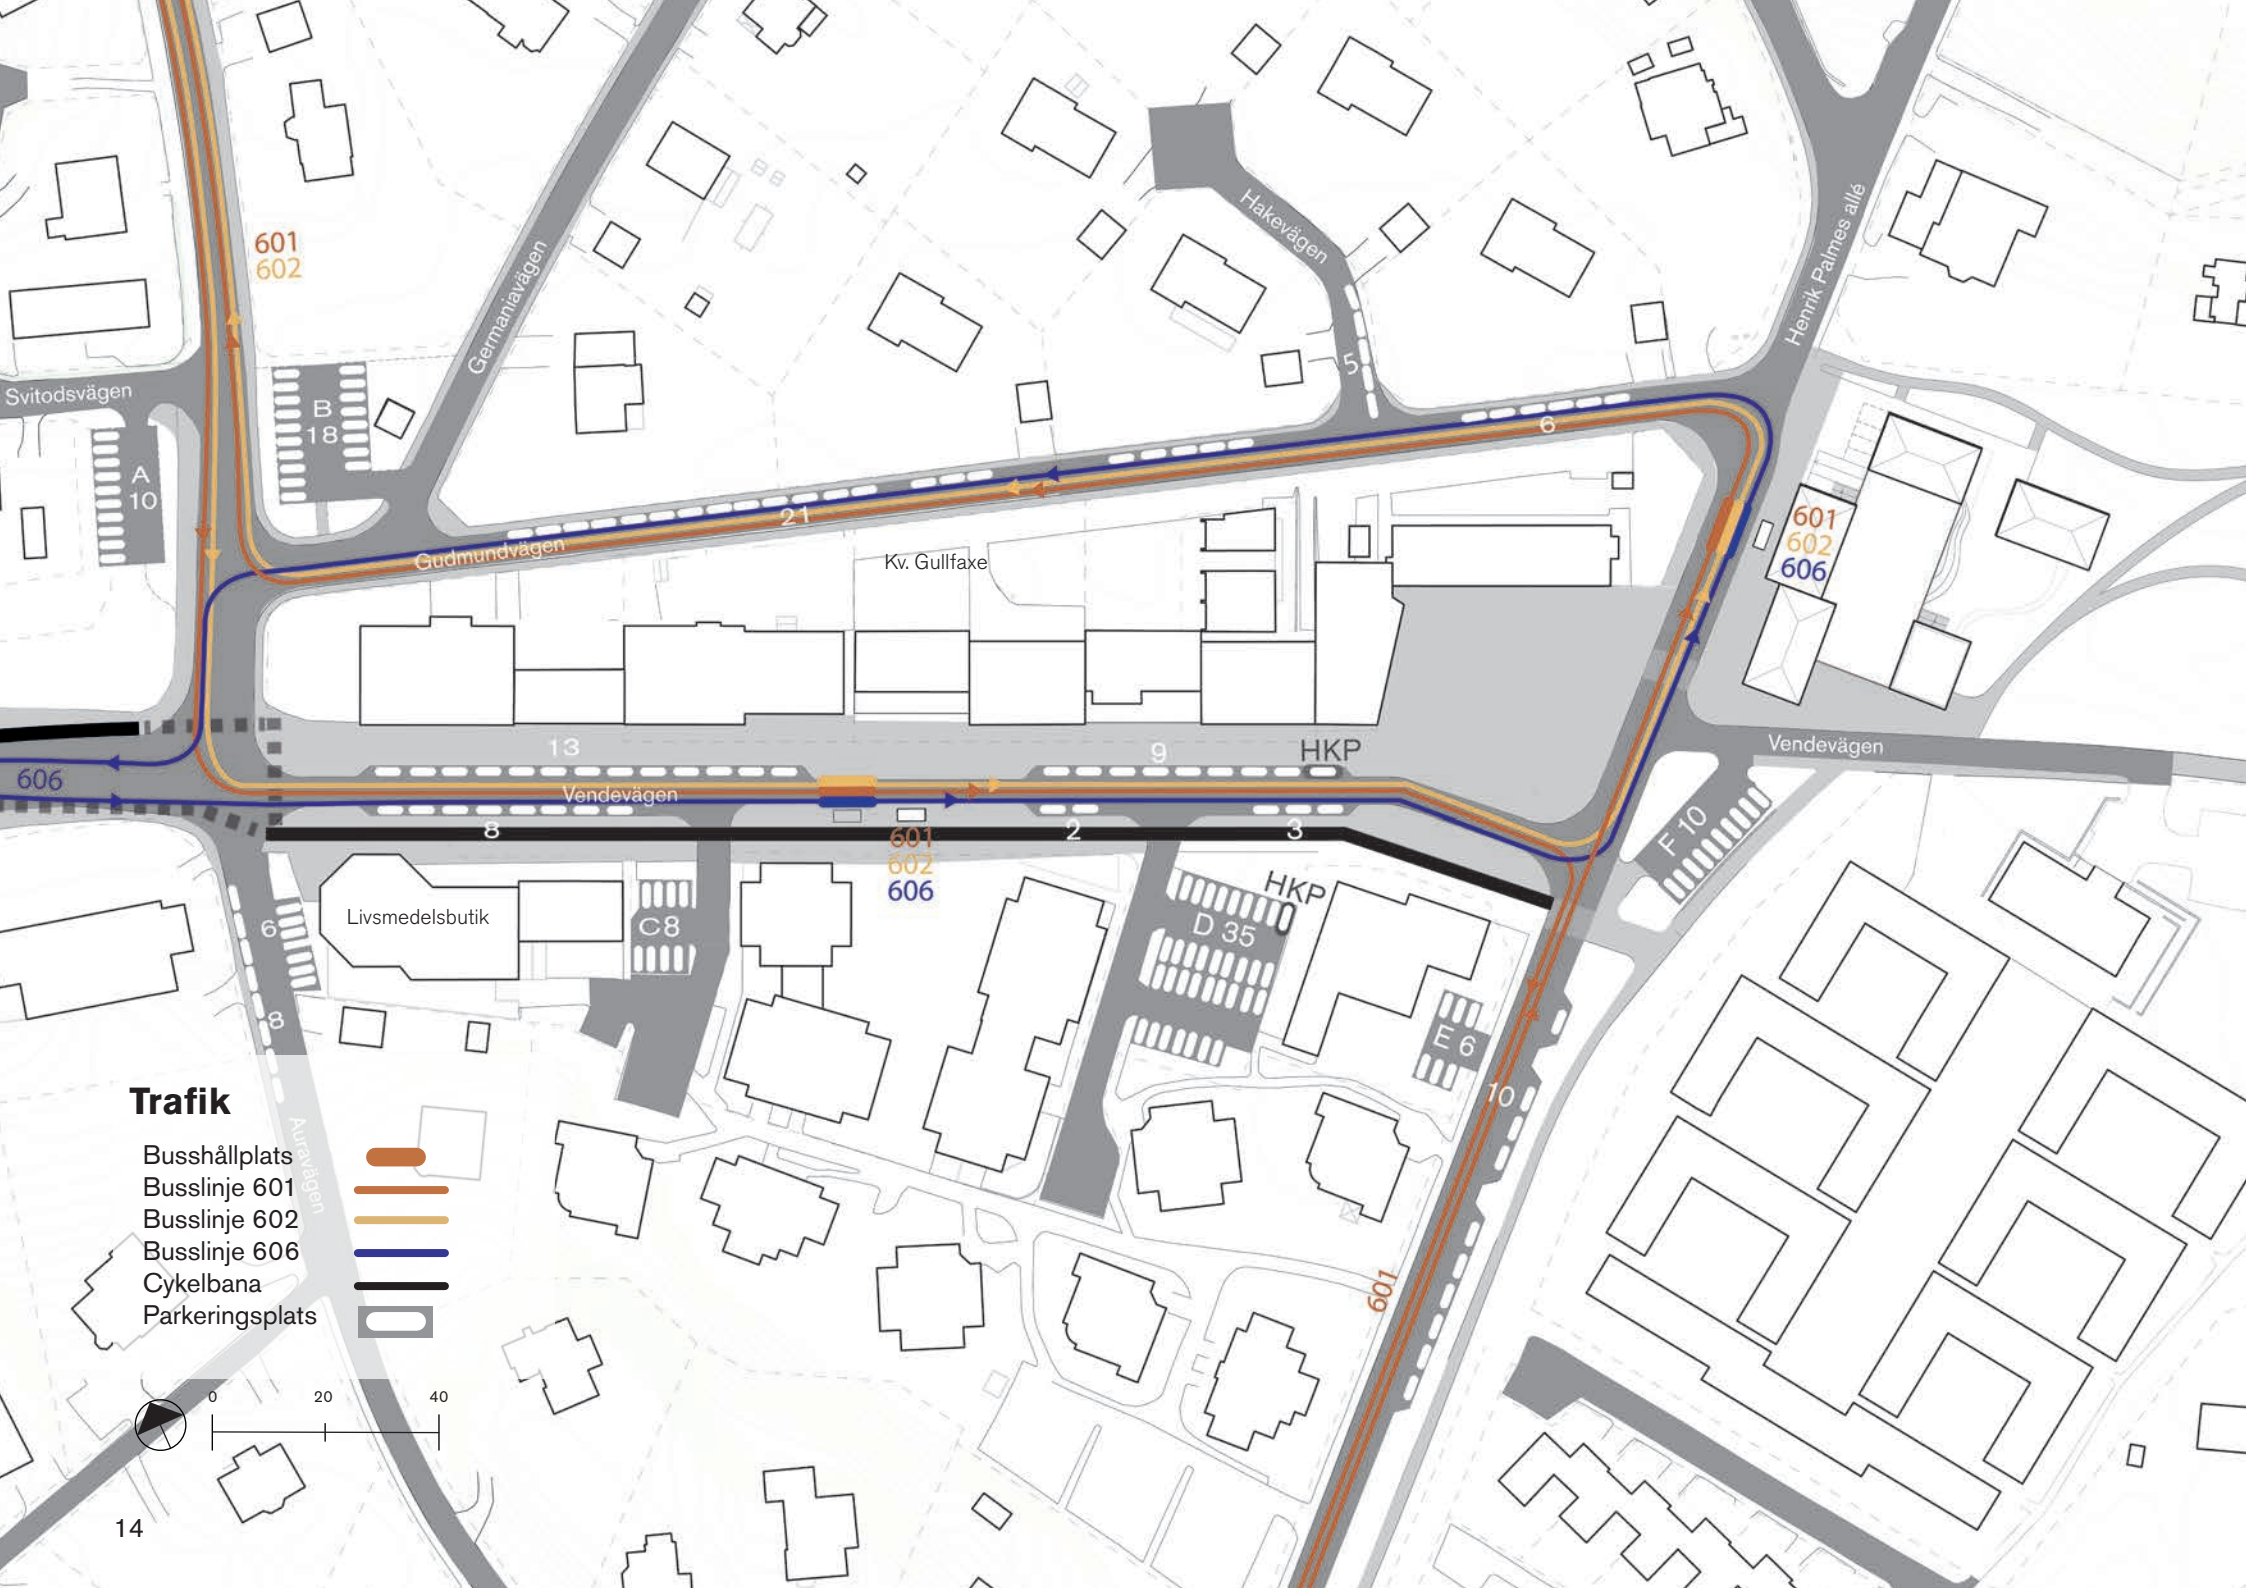 Hakevägen
Henrik Palmes allé
601
602
Germaniavägen
5
Svitodsvägen
B
18
6
A
10
21
601
602
606
Gudmundvägen
Kv. Gullfaxe
13
9
HKP
Vendevägen
606
Vendevägen
8
601
602
606
2
3
F 10
HKP
Livsmedelsbutik
6
C 8
D 35
8
E 6
10
Trafik
Auravägen
Busshållplats
Busslinje 601
Busslinje 602
Busslinje 606
Cykelbana
Parkeringsplats
601
0 20 40
14